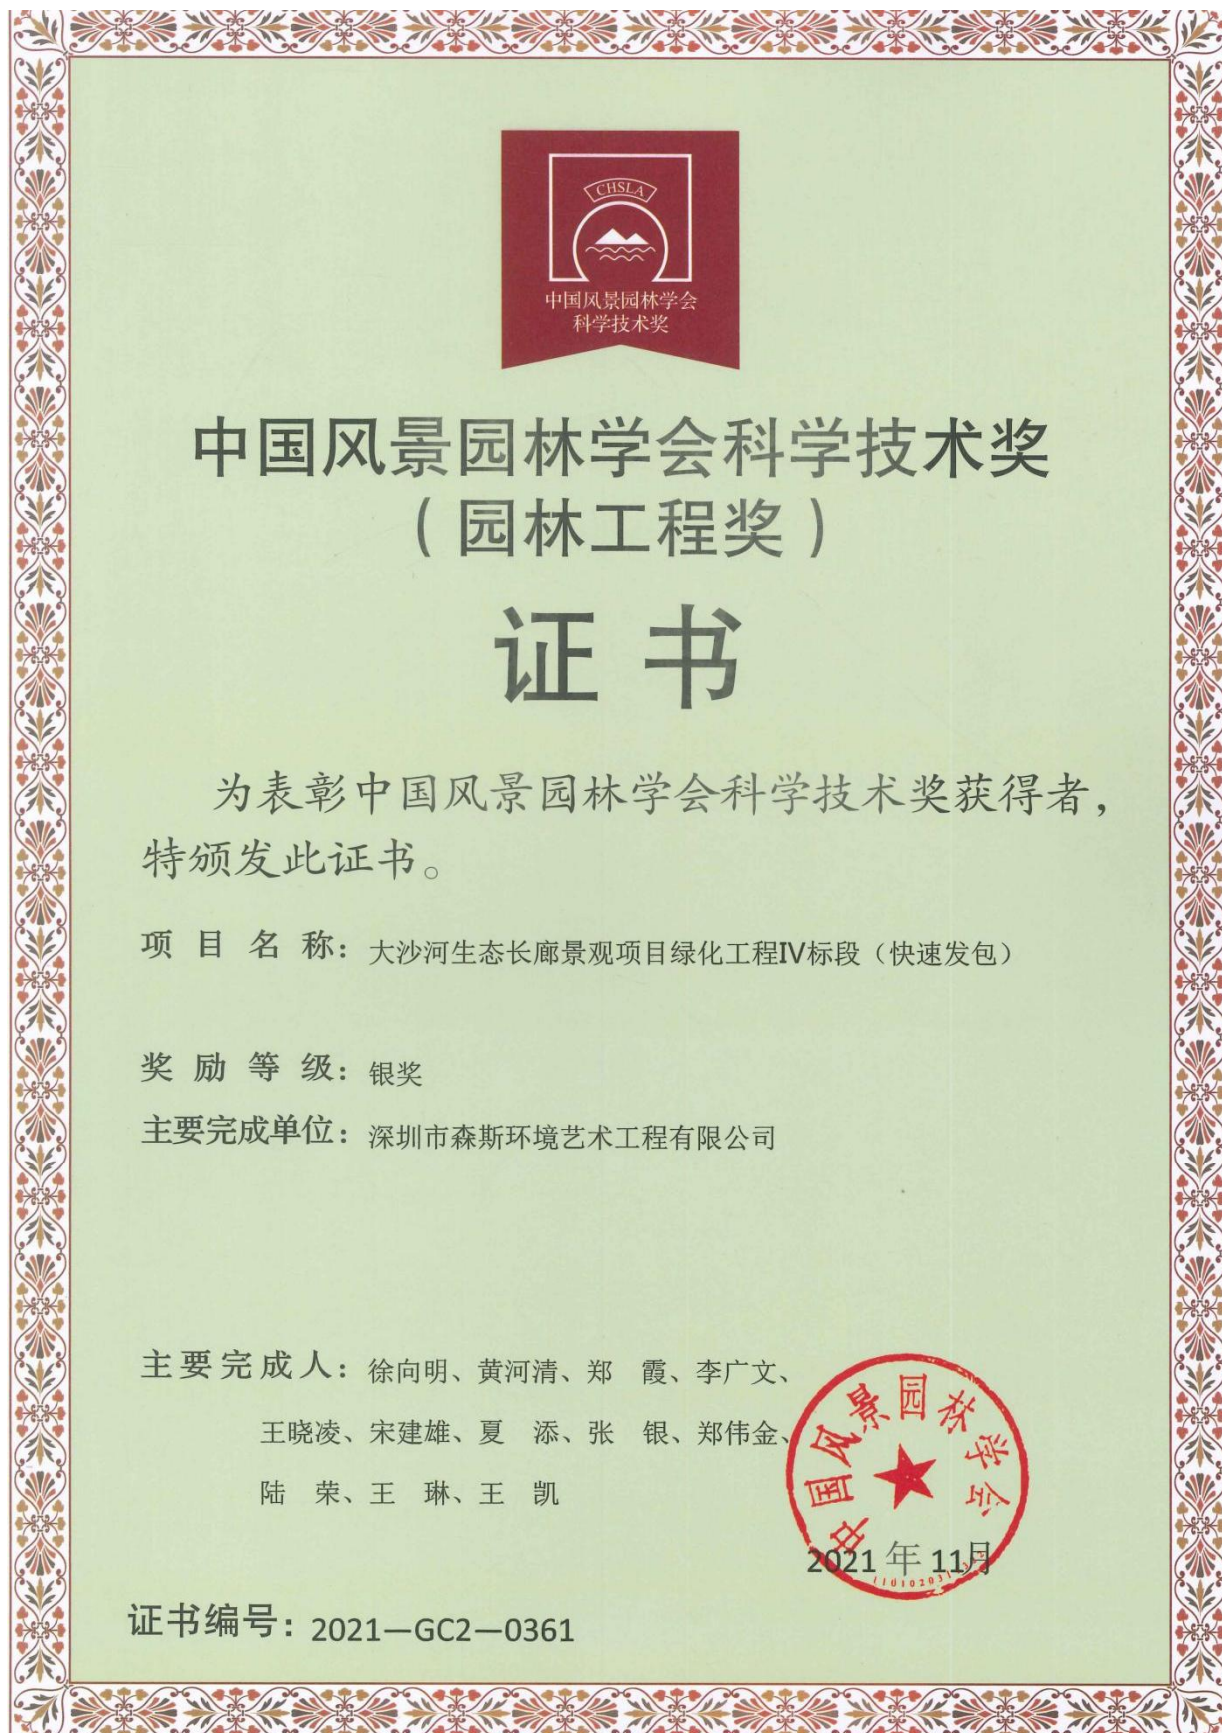 CHSLA
中国风景园林学会
科学技术奖
中国风景园林学会科学技术奖
（园林工程奖）
证书
为表彰中国风景园林学会科学技术奖获得者，
特颁发此证书。
项目名称：大沙河生态长廊景观项目绿化工程IV标段（快速发包）
奖励等级：银奖
主要完成单位：深圳市森斯环境艺术工程有限公司
主要完成人：徐向明、黄河清、郑　霞、李广文、
王晓凌、宋建雄、夏　添、张　银、郑伟金、
陆　荣、王　琳、王　凯
中国风景园林学会
2021年11月
证书编号：2021—GC2—0361